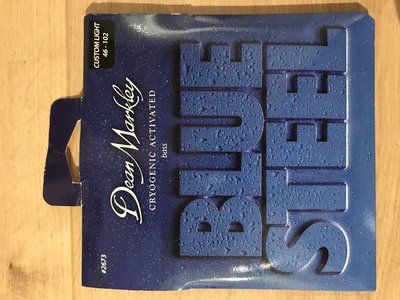 CUSTOM LIGHT
46 - 102
Dean Markley
CRYOGENIC ACTIVATED
bass
BLUE
STEEL
#2673